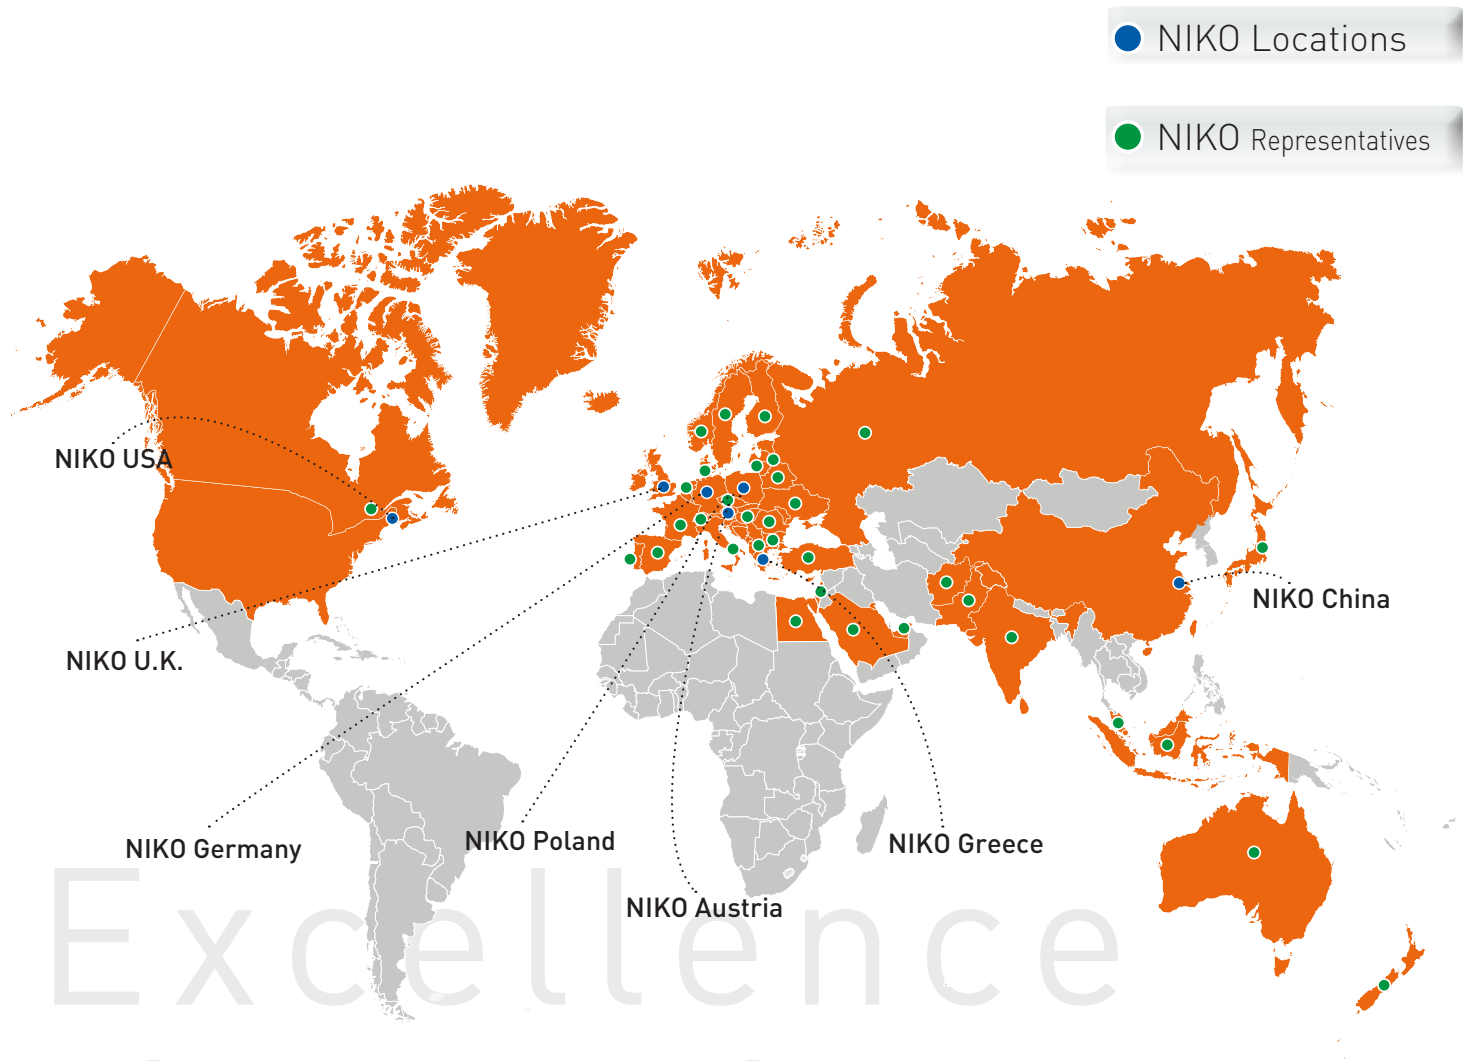 NIKO Locations
NIKO Representatives
NIKO USA
NIKO China
NIKO U.K.
NIKO Germany
NIKO Poland
NIKO Greece
NIKO Austria
Excellence